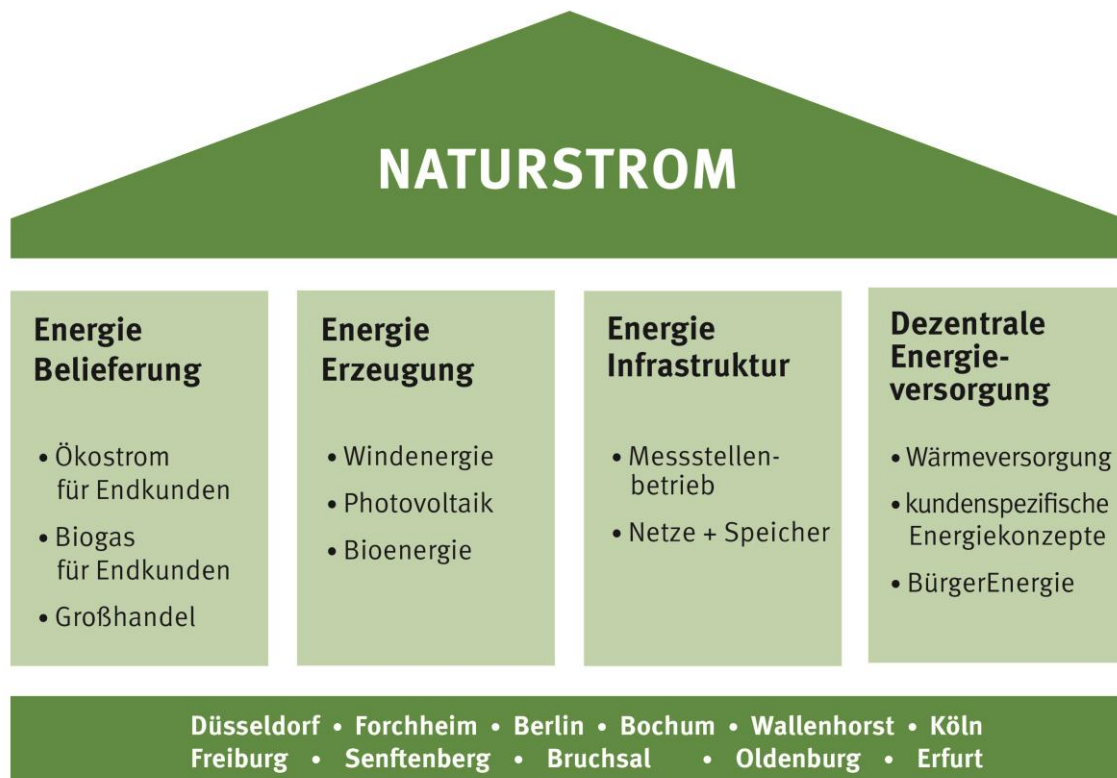 NATURSTROM
Energie
Belieferung
• Ökostrom
für Endkunden
• Biogas
für Endkunden
• Großhandel
Energie
Erzeugung
• Windenergie
• Photovoltaik
• Bioenergie
Energie
Infrastruktur
• Messstellen-
betrieb
• Netze + Speicher
Dezentrale
Energie-
versorgung
• Wärmeversorgung
• kundenspezifische
Energiekonzepte
• BürgerEnergie
Düsseldorf • Forchheim • Berlin • Bochum • Wallenhorst • Köln
Freiburg • Senftenberg • Bruchsal • Oldenburg • Erfurt